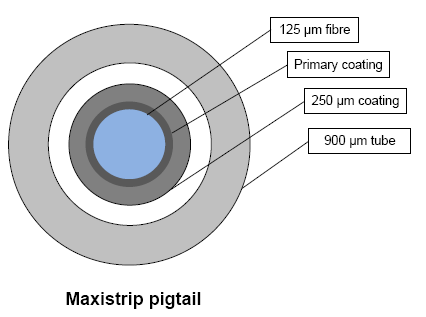 125 µm fibre
Primary coating
250 µm coating
900 µm tube
Maxistrip pigtail